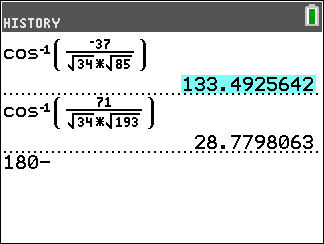 HISTORY
cos⁻¹(⁻37/(√34*√85))
133.4925642
cos⁻¹(71/(√34*√193))
28.7798063
180-